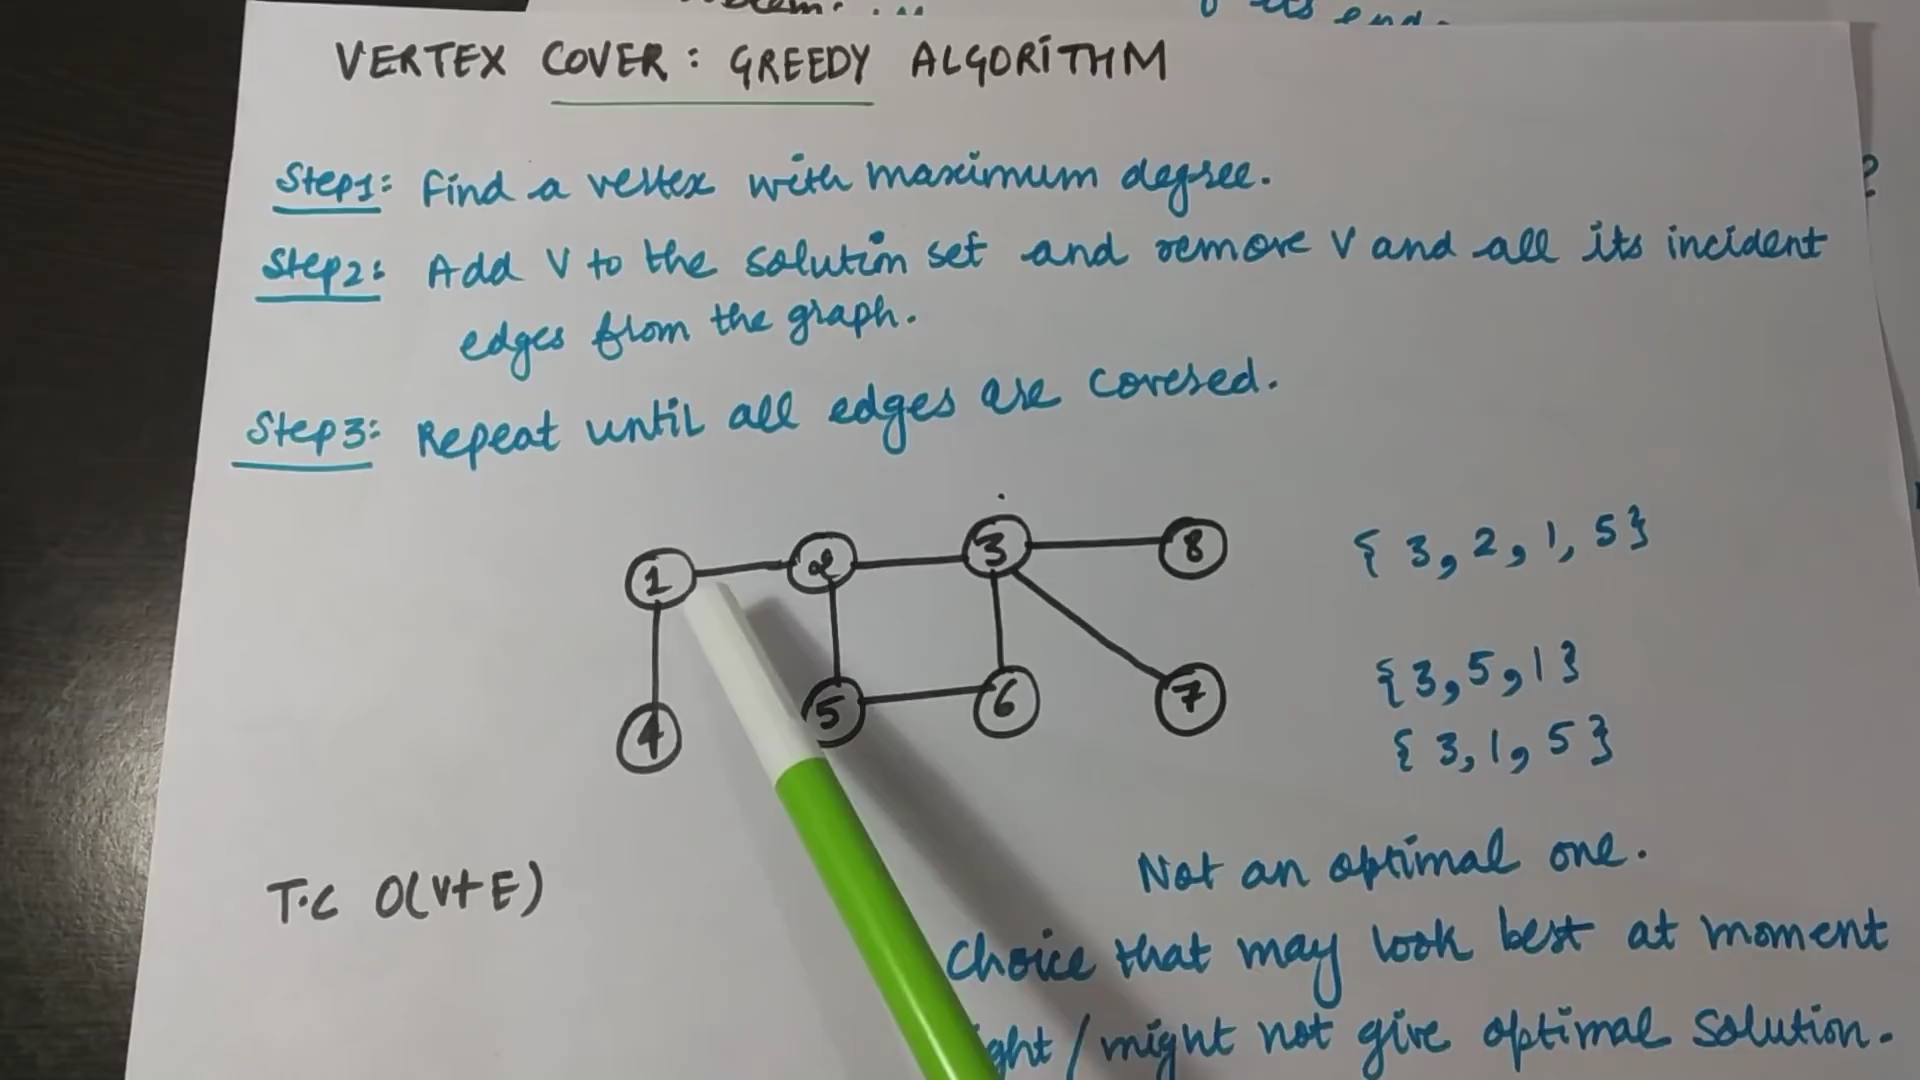 its end.
VERTEX COVER: GREEDY ALGORITHM
Step1: Find a vertex with maximum degree.
Step2: Add V to the solution set and remove V and all its incident
edges from the graph.
Step3: Repeat until all edges are covered.
1 2 3 8
4 5 6 7
{ 3, 2, 1, 5}
{3, 5, 1}
{ 3, 1, 5 }
T.C O(V+E)
Not an optimal one.
Choice that may look best at moment
/ might not give optimal solution.